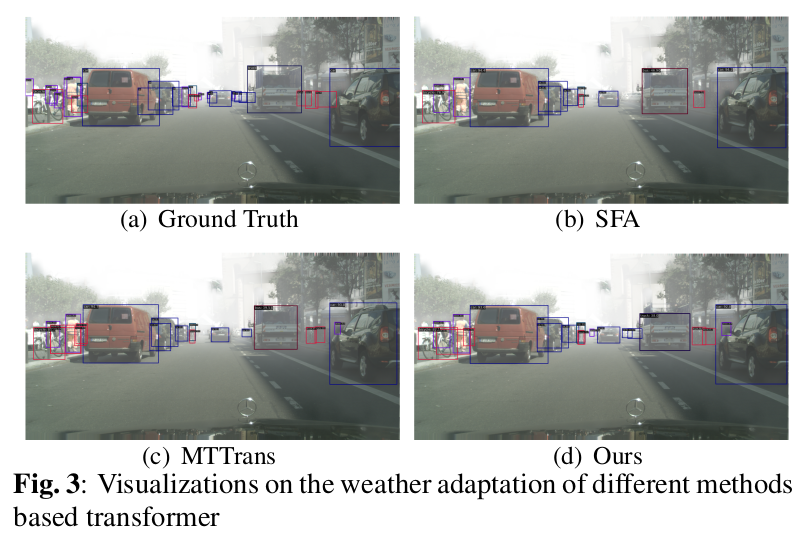 (a) Ground Truth
(b) SFA
(c) MTTrans
(d) Ours
Fig. 3: Visualizations on the weather adaptation of different methods
based transformer